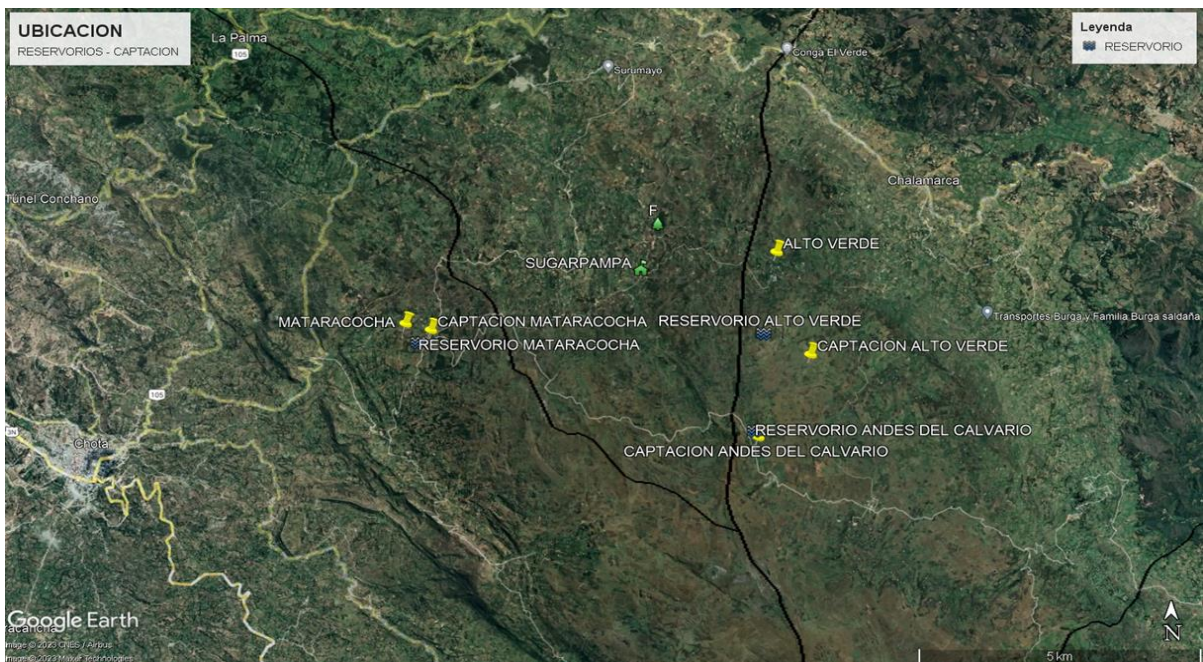 UBICACION
RESERVORIOS - CAPTACION
Leyenda
RESERVORIO
La Palma
105
Conga El Verde
Surumayo
Chalamarca
Túnel Conchano
F
ALTO VERDE
SUGARPAMPA
MATARACOCHA
CAPTACION MATARACOCHA
RESERVORIO ALTO VERDE
Transportes Burga y Familia Burga saldaña
RESERVORIO MATARACOCHA
CAPTACION ALTO VERDE
105
3N
Chota
RESERVORIO ANDES DEL CALVARIO
CAPTACION ANDES DEL CALVARIO
Google Earth
Image © 2023 CNES / Airbus
Image © 2023 Maxar Technologies
N
5 km